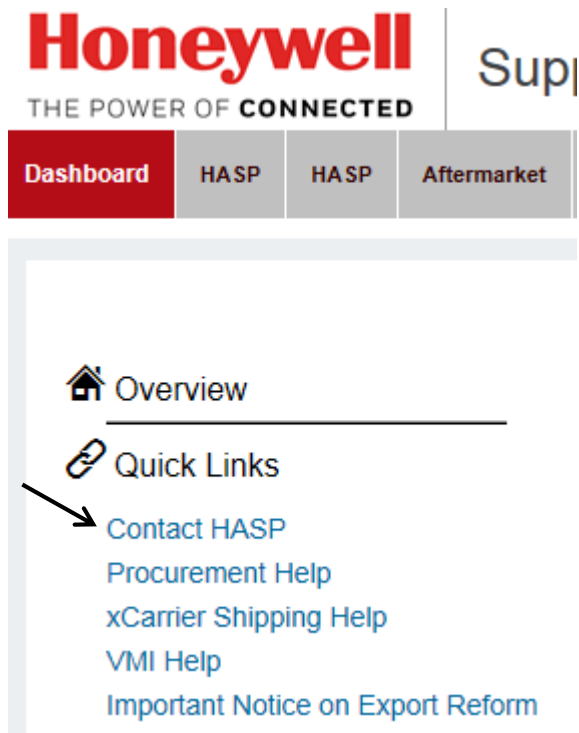 Honeywell
THE POWER OF CONNECTED
Dashboard HASP HASP Aftermarket
Overview
Quick Links
Contact HASP
Procurement Help
xCarrier Shipping Help
VMI Help
Important Notice on Export Reform